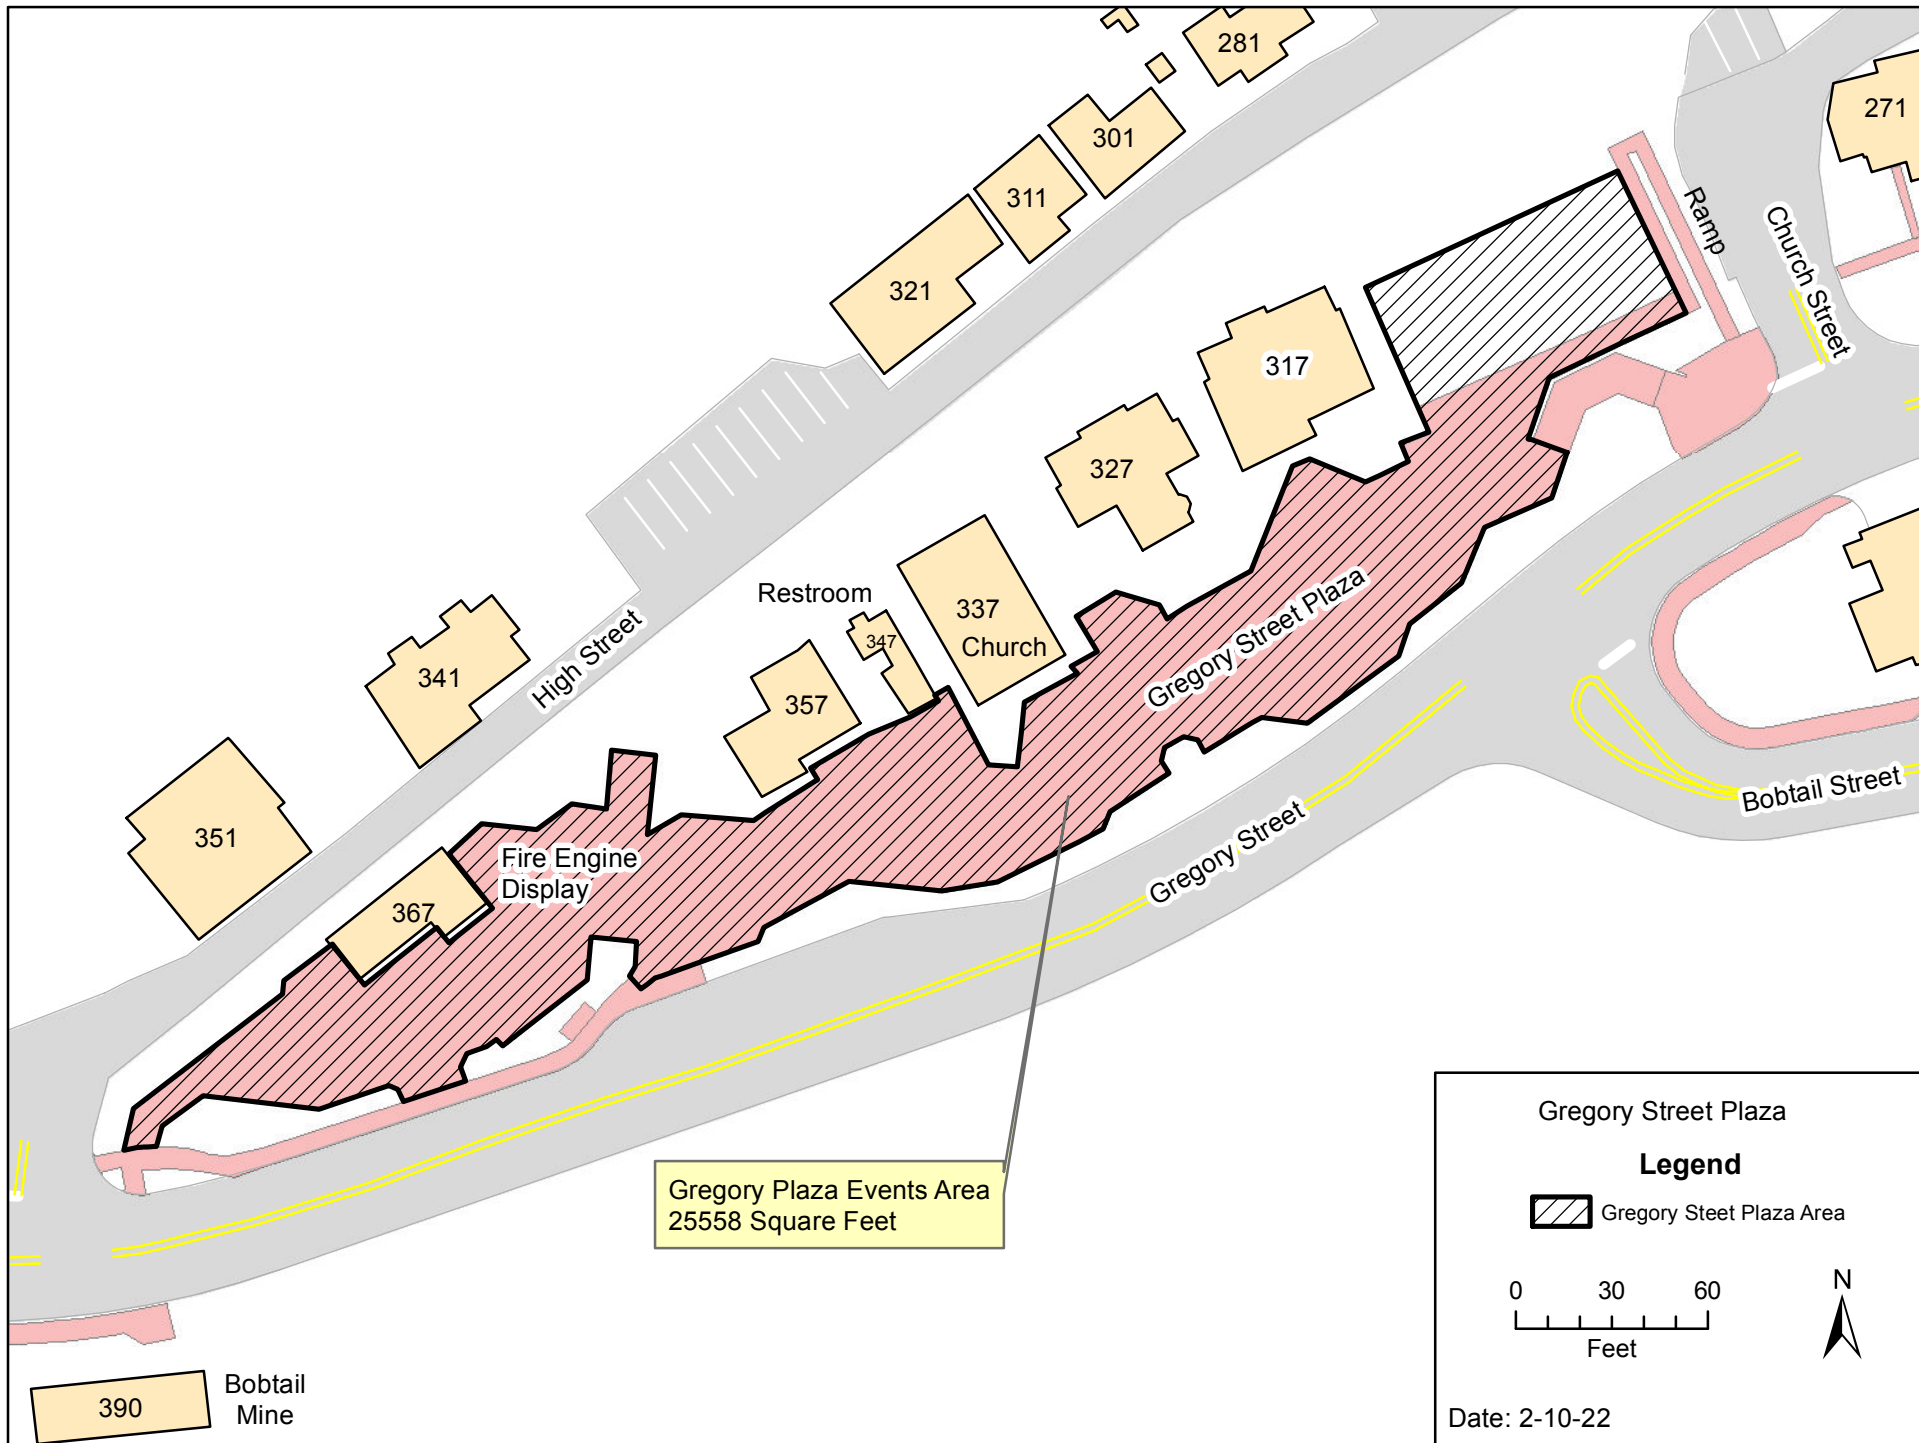 281
271
301
311
Ramp
Church Street
321
317
327
Restroom
337
Church
347
Gregory Street Plaza
High Street
341
357
351
Fire Engine
Display
367
Gregory Street
Bobtail Street
Gregory Plaza Events Area
25558 Square Feet
Bobtail
Mine
390
Gregory Street Plaza
Legend
Gregory Steet Plaza Area
0 30 60
Feet
N
Date: 2-10-22